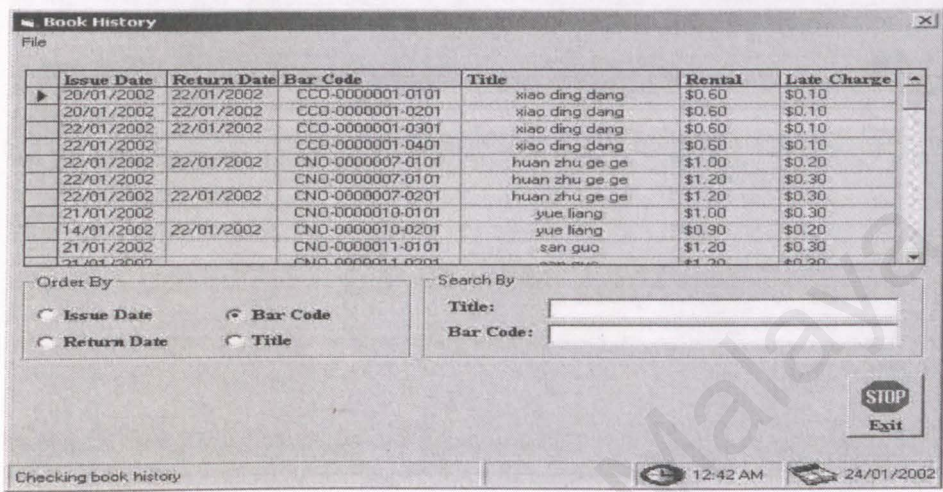 Book History
File
Issue Date Return Date Bar Code Title Rental Late Charge
20/01/2002 22/01/2002 CCO-0000001-0101 xiao ding dang $0.60 $0.10
20/01/2002 22/01/2002 CCO-0000001-0201 xiao ding dang $0.60 $0.10
22/01/2002 22/01/2002 CCO-0000001-0301 xiao ding dang $0.60 $0.10
22/01/2002 CCO-0000001-0401 xiao ding dang $0.60 $0.10
22/01/2002 22/01/2002 CNO-0000007-0101 huan zhu ge ge $1.00 $0.20
22/01/2002 CNO-0000007-0101 huan zhu ge ge $1.20 $0.30
22/01/2002 22/01/2002 CNO-0000007-0201 huan zhu ge ge $1.20 $0.30
21/01/2002 CNO-0000010-0101 yue liang $1.00 $0.30
14/01/2002 22/01/2002 CNO-0000010-0201 yue liang $0.90 $0.20
21/01/2002 CNO-0000011-0101 san guo $1.20 $0.30
21/01/2002 CNO-0000011-0201 $1.20
Order By
Search By
Issue Date Bar Code
Return Date Title
Title:
Bar Code:
STOP
Exit
Checking book history 12:42 AM 24/01/2002
Malaya